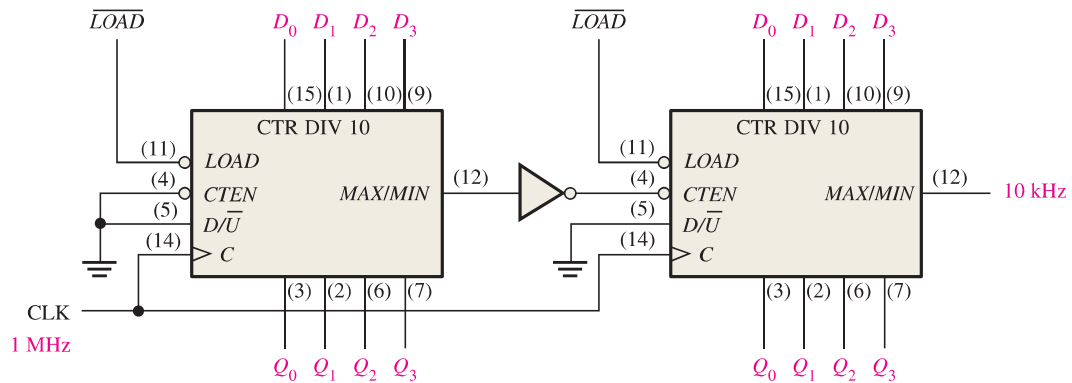 $\overline{LOAD}$ D₀ D₁ D₂ D₃ $\overline{LOAD}$ D₀ D₁ D₂ D₃
(15) (1) (10) (9) (15) (1) (10) (9)
CTR DIV 10 CTR DIV 10
(11) LOAD (11) LOAD
(4) CTEN MAX/MIN (12) (4) CTEN MAX/MIN (12) 10 kHz
(5) D/U̅ (5) D/U̅
(14) C (14) C
(3) (2) (6) (7) (3) (2) (6) (7)
CLK
1 MHz
Q₀ Q₁ Q₂ Q₃ Q₀ Q₁ Q₂ Q₃